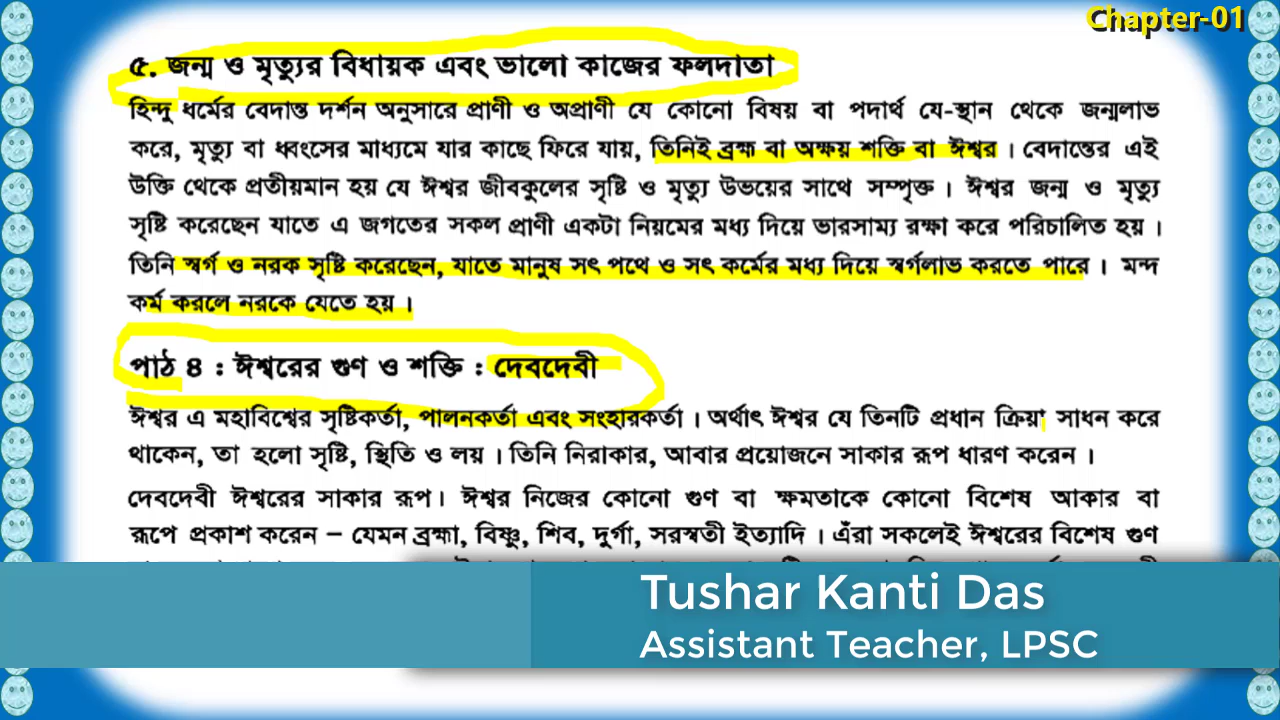 Chapter-01
৫. জন্ম ও মৃত্যুর বিধায়ক এবং ভালো কাজের ফলদাতা
হিন্দু ধর্মের বেদান্ত দর্শন অনুসারে প্রাণী ও অপ্রাণী যে কোনো বিষয় বা পদার্থ যে-স্থান থেকে জন্মলাভ
করে, মৃত্যু বা ধ্বংসের মাধ্যমে যার কাছে ফিরে যায়, তিনিই ব্রহ্ম বা অক্ষয় শক্তি বা ঈশ্বর। বেদান্তের এই
উক্তি থেকে প্রতীয়মান হয় যে ঈশ্বর জীবকুলের সৃষ্টি ও মৃত্যু উভয়ের সাথে সম্পৃক্ত। ঈশ্বর জন্ম ও মৃত্যু
সৃষ্টি করেছেন যাতে এ জগতের সকল প্রাণী একটা নিয়মের মধ্য দিয়ে ভারসাম্য রক্ষা করে পরিচালিত হয়।
তিনি স্বর্গ ও নরক সৃষ্টি করেছেন, যাতে মানুষ সৎ পথে ও সৎ কর্মের মধ্য দিয়ে স্বর্গলাভ করতে পারে। মন্দ
কর্ম করলে নরকে যেতে হয়।
পাঠ ৪ : ঈশ্বরের গুণ ও শক্তি : দেবদেবী
ঈশ্বর এ মহাবিশ্বের সৃষ্টিকর্তা, পালনকর্তা এবং সংহারকর্তা। অর্থাৎ ঈশ্বর যে তিনটি প্রধান ক্রিয়া সাধন করে
থাকেন, তা হলো সৃষ্টি, স্থিতি ও লয়। তিনি নিরাকার, আবার প্রয়োজনে সাকার রূপ ধারণ করেন।
দেবদেবী ঈশ্বরের সাকার রূপ। ঈশ্বর নিজের কোনো গুণ বা ক্ষমতাকে কোনো বিশেষ আকার বা
রূপে প্রকাশ করেন – যেমন ব্রহ্মা, বিষ্ণু, শিব, দুর্গা, সরস্বতী ইত্যাদি। এঁরা সকলেই ঈশ্বরের বিশেষ গুণ
Tushar Kanti Das
Assistant Teacher, LPSC